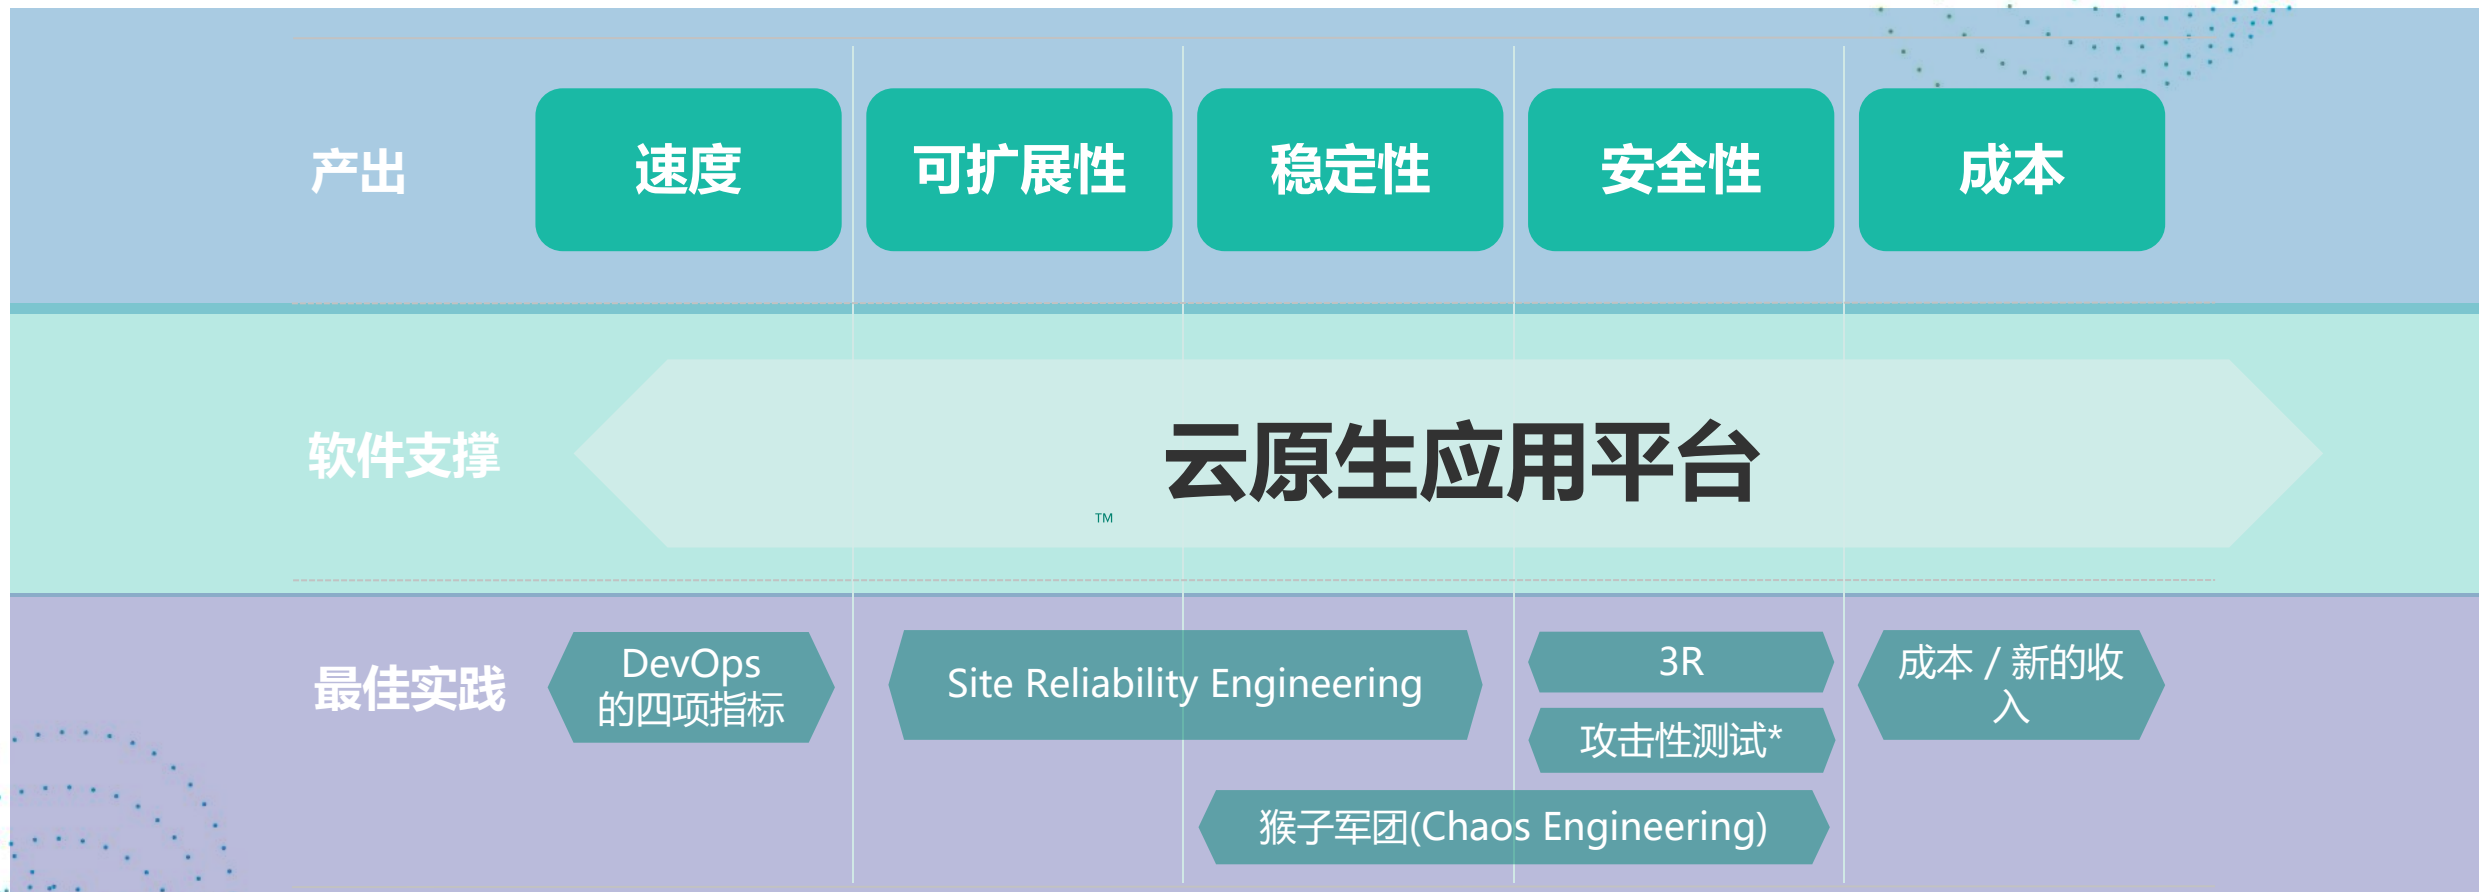 产出
速度
可扩展性
稳定性
安全性
成本
软件支撑
云原生应用平台
TM
最佳实践
DevOps
的四项指标
Site Reliability Engineering
3R
攻击性测试*
猴子军团(Chaos Engineering)
成本 / 新的收
入